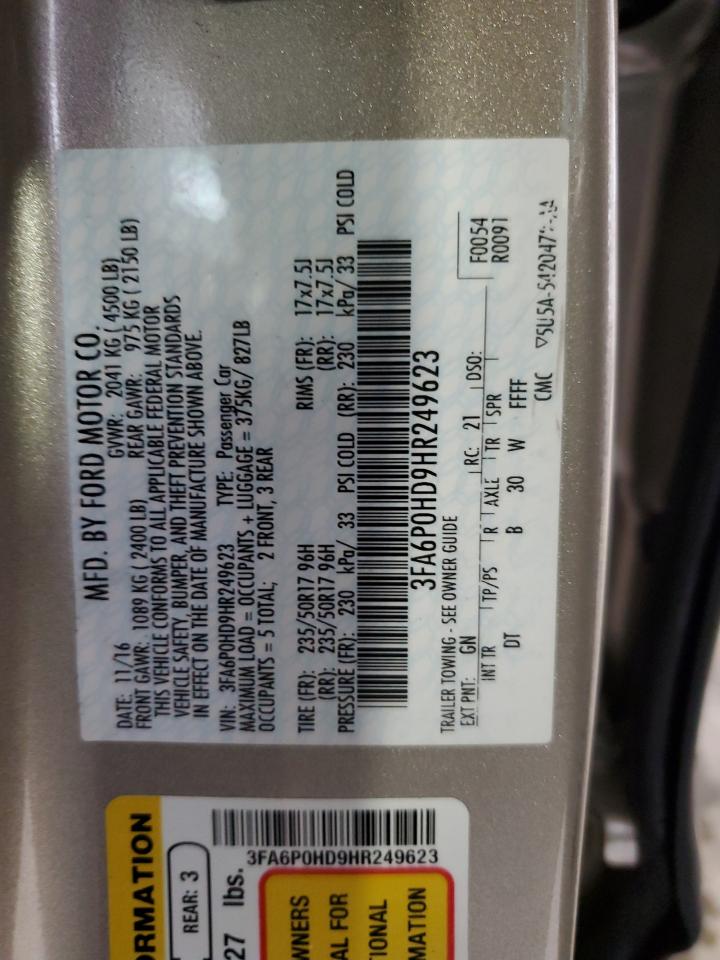 MFD. BY FORD MOTOR CO.
DATE: 11/16 GVWR: 2041 KG ( 4500 LB)
FRONT GAWR: 1089 KG ( 2400 LB) REAR GAWR: 975 KG ( 2150 LB)
THIS VEHICLE CONFORMS TO ALL APPLICABLE FEDERAL MOTOR
VEHICLE SAFETY, BUMPER, AND THEFT PREVENTION STANDARDS
IN EFFECT ON THE DATE OF MANUFACTURE SHOWN ABOVE.
VIN: 3FA6P0HD9HR249623 TYPE: Passenger Car
MAXIMUM LOAD = OCCUPANTS + LUGGAGE = 375KG/ 827LB
OCCUPANTS = 5 TOTAL; 2 FRONT, 3 REAR
TIRE (FR): 235/50R17 96H RIMS (FR): 17x7.5J
(RR): 235/50R17 96H (RR): 17x7.5J
PRESSURE (FR): 230 kPa/ 33 PSI COLD (RR): 230 kPa/ 33 PSI COLD
3FA6P0HD9HR249623
TRAILER TOWING - SEE OWNER GUIDE
EXT PNT: GN RC: 21 DSO: F0054
R0091
INT TR TP/PS R AXLE TR SPR
DT B 30 W FFFF
CMC
ORMATION
REAR: 3
27 lbs.
3FA6P0HD9HR249623
WNERS
AL FOR
TIONAL
MATION